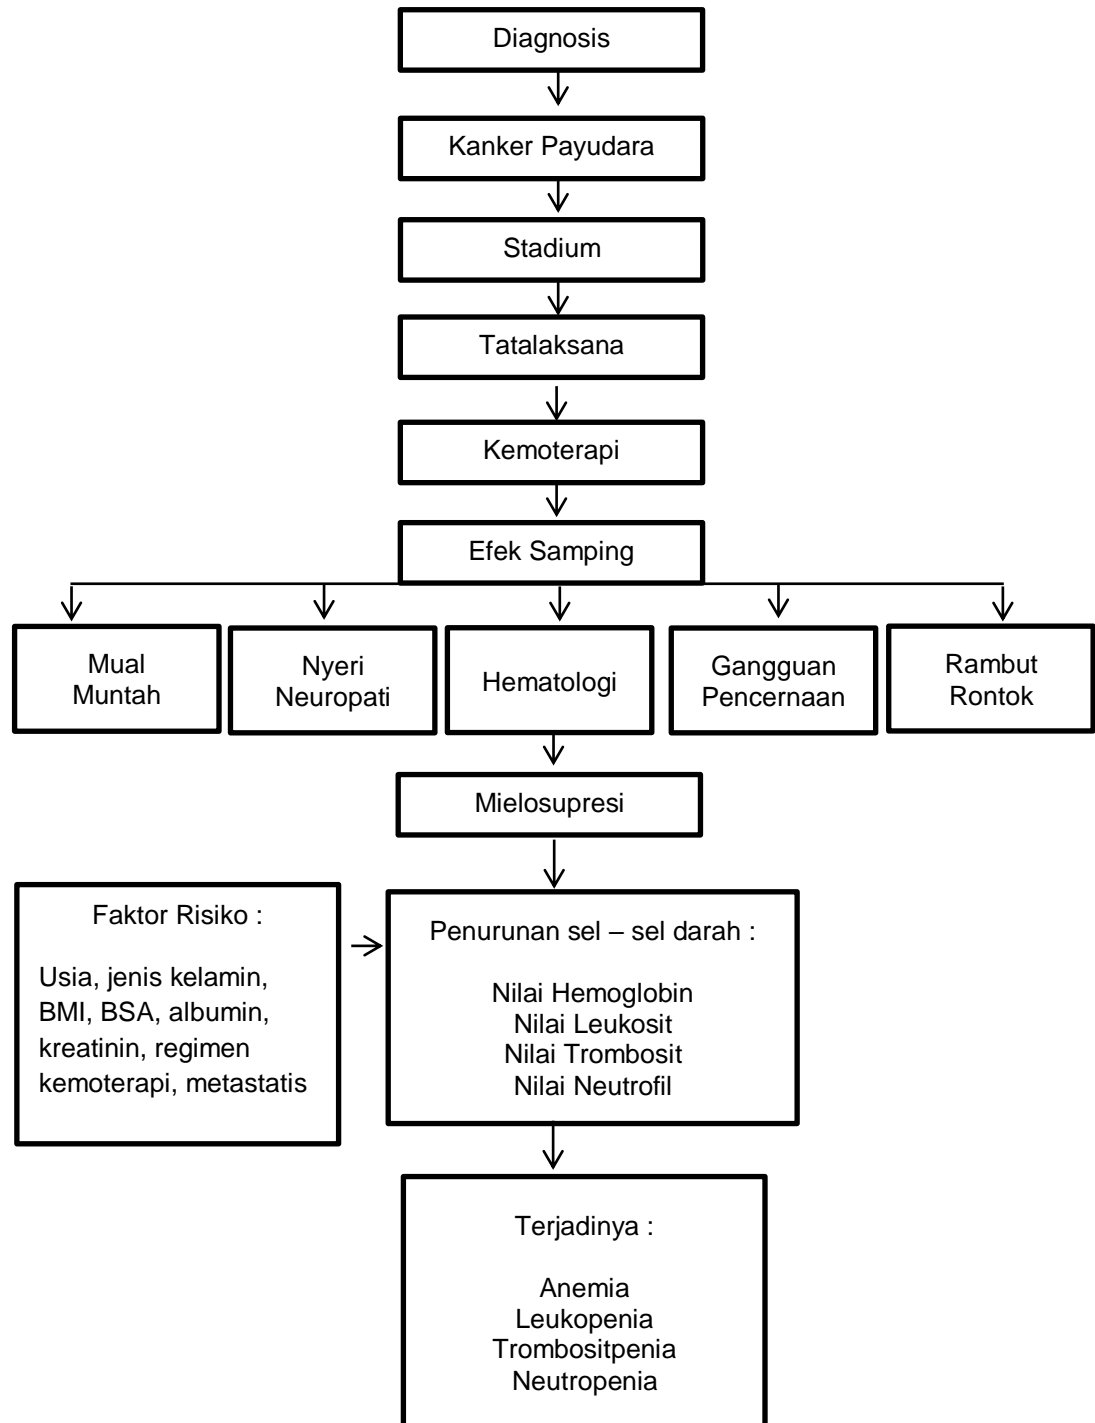 Diagnosis
Kanker Payudara
Stadium
Tatalaksana
Kemoterapi
Efek Samping
Mual
Muntah
Nyeri
Neuropati
Hematologi
Gangguan
Pencernaan
Rambut
Rontok
Mielosupresi
Faktor Risiko :
Usia, jenis kelamin,
BMI, BSA, albumin,
kreatinin, regimen
kemoterapi, metastatis
Penurunan sel – sel darah :
Nilai Hemoglobin
Nilai Leukosit
Nilai Trombosit
Nilai Neutrofil
Terjadinya :
Anemia
Leukopenia
Trombositpenia
Neutropenia